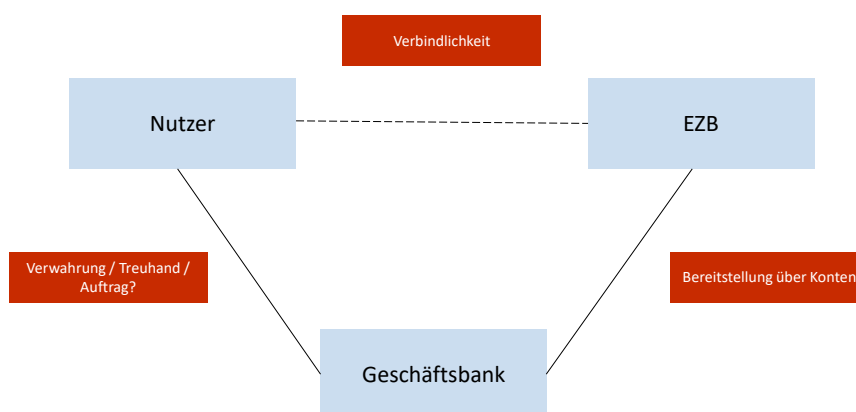 Verbindlichkeit
Nutzer
EZB
Verwahrung / Treuhand /
Auftrag?
Bereitstellung über Konten
Geschäftsbank